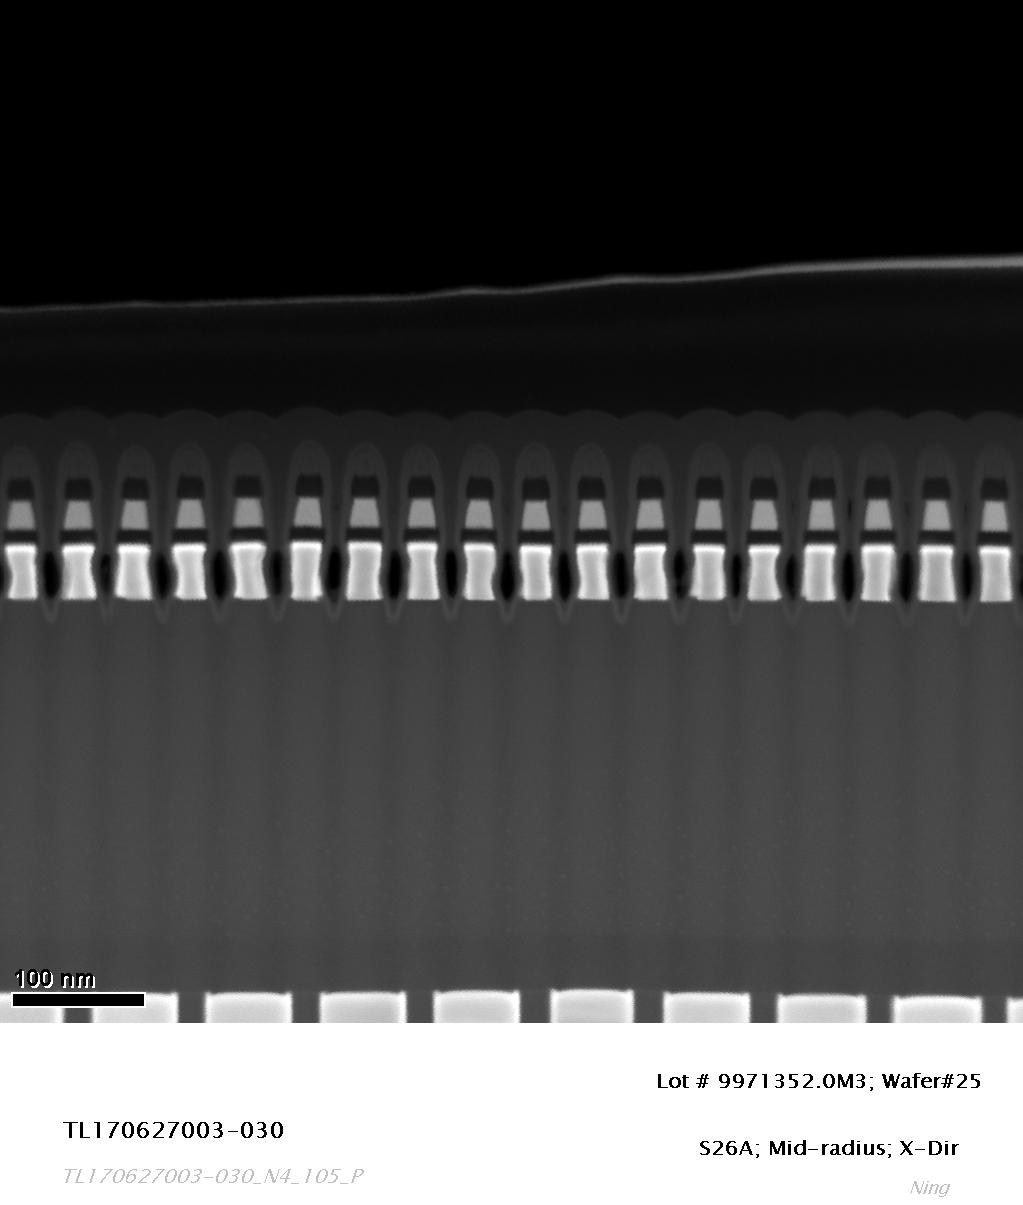 100 nm
Lot # 9971352.0M3; Wafer#25
TL170627003-030
S26A; Mid-radius; X-Dir
TL170627003-030_N4_105_P
Ning